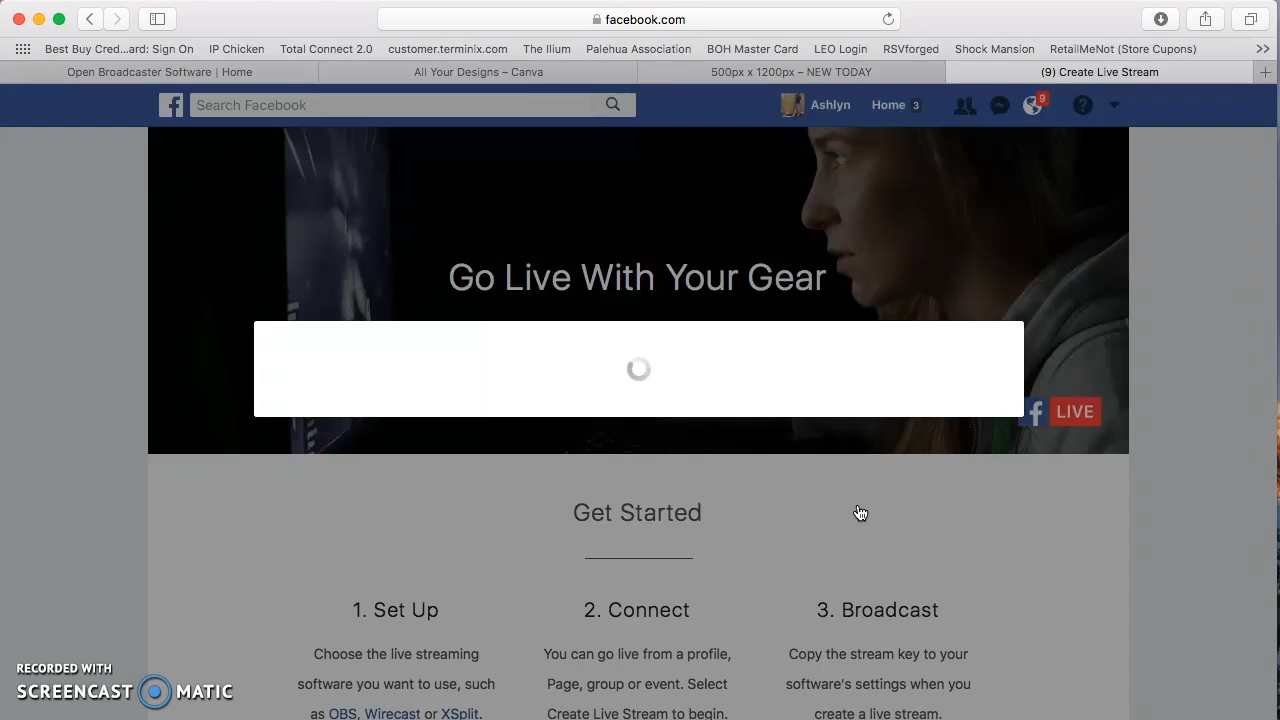 facebook.com
Best Buy Cred...ard: Sign On IP Chicken Total Connect 2.0 customer.terminix.com The Ilium Palehua Association BOH Master Card LEO Login RSVforged Shock Mansion RetailMeNot (Store Cupons)
Open Broadcaster Software | Home All Your Designs – Canva 500px x 1200px – NEW TODAY (9) Create Live Stream
f Search Facebook Ashlyn Home 3 9
Go Live With Your Gear
f LIVE
Get Started
1. Set Up 2. Connect 3. Broadcast
Choose the live streaming You can go live from a profile, Copy the stream key to your
software you want to use, such Page, group or event. Select software's settings when you
as OBS, Wirecast or XSplit. Create Live Stream to begin. create a live stream.
RECORDED WITH
SCREENCAST MATIC